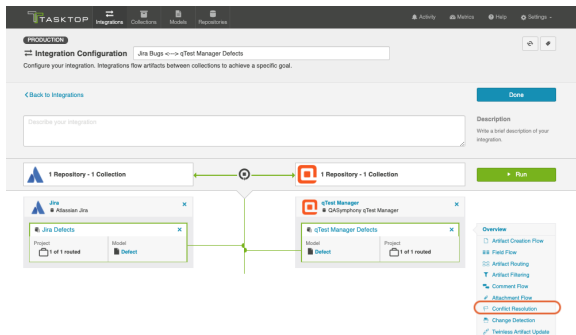 TASKTOP
Integrations
Collections
Models
Repositories
Activity
Metrics
Help
Settings
PRODUCTION
Integration Configuration
Jira Bugs <--> qTest Manager Defects
Configure your integration. Integrations flow artifacts between collections to achieve a specific goal.
Back to Integrations
Done
Describe your integration
Description
Write a brief description of your
integration.
1 Repository - 1 Collection
1 Repository - 1 Collection
Run
Jira
Atlassian Jira
qTest Manager
QASymphony qTest Manager
Jira Defects
Project
1 of 1 routed
Model
Defect
qTest Manager Defects
Model
Defect
Project
1 of 1 routed
Overview
Artifact Creation Flow
Field Flow
Artifact Routing
Artifact Filtering
Comment Flow
Attachment Flow
Conflict Resolution
Change Detection
Twinless Artifact Update